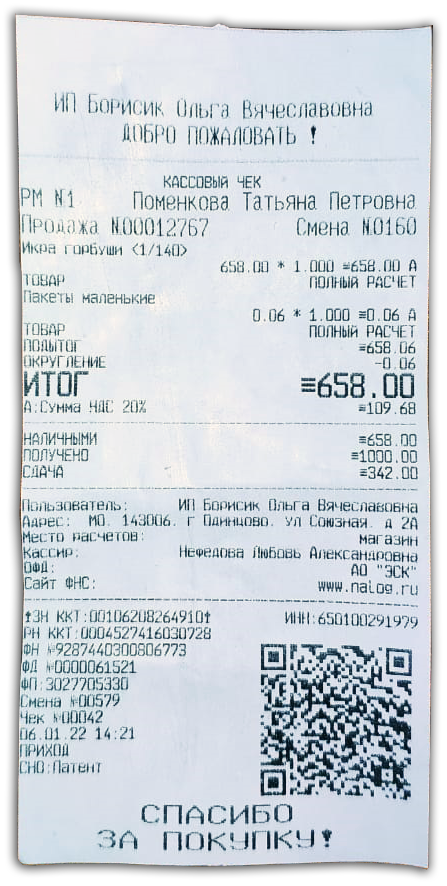 ИП Борисик Ольга Вячеславовна
ДОБРО ПОЖАЛОВАТЬ !
КАССОВЫЙ ЧЕК
РМ №1 Поменкова Татьяна Петровна
Продажа №00012767 Смена №0160
Икра горбуши <1/140>
658.00 * 1.000 ≡658.00 А
ТОВАР ПОЛНЫЙ РАСЧЕТ
Пакеты маленькие
0.06 * 1.000 ≡0.06 А
ТОВАР ПОЛНЫЙ РАСЧЕТ
ПОДЫТОГ ≡658.06
ОКРУГЛЕНИЕ -0.06
ИТОГ ≡658.00
А:Сумма НДС 20% ≡109.68
НАЛИЧНЫМИ ≡658.00
ПОЛУЧЕНО ≡1000.00
СДАЧА ≡342.00
Пользователь: ИП Борисик Ольга Вячеславовна
Адрес: МО. 143006. г Одинцово. ул Союзная. д 2А
Место расчетов: магазин
Кассир: Нефедова Любовь Александровна
ОФД: АО "ЭСК"
Сайт ФНС: www.nalog.ru
↑ЗН ККТ:00106208264910↑ ИНН:650100291979
РН ККТ:0004527416030728
ФН №9287440300806773
ФД №0000061521
ФП:3027705330
Смена №00579
Чек №00042
06.01.22 14:21
ПРИХОД
СНО:Патент
СПАСИБО
ЗА ПОКУПКУ!